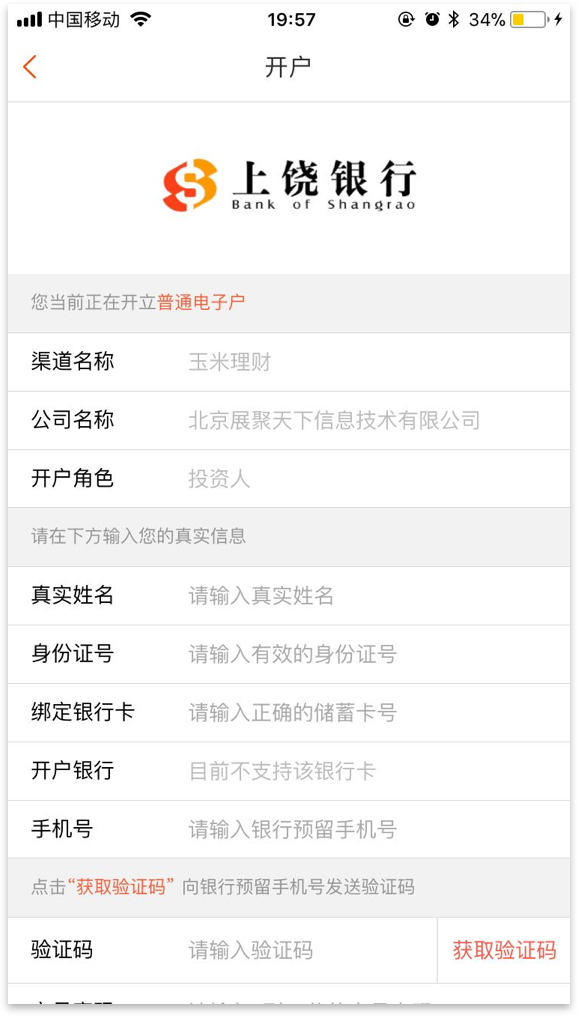 中国移动 19:57 34%
开户
上饶银行
Bank of Shangrao
您当前正在开立普通电子户
渠道名称 玉米理财
公司名称 北京展聚天下信息技术有限公司
开户角色 投资人
请在下方输入您的真实信息
真实姓名 请输入真实姓名
身份证号 请输入有效的身份证号
绑定银行卡 请输入正确的储蓄卡号
开户银行 目前不支持该银行卡
手机号 请输入银行预留手机号
点击“获取验证码”向银行预留手机号发送验证码
验证码 请输入验证码 获取验证码